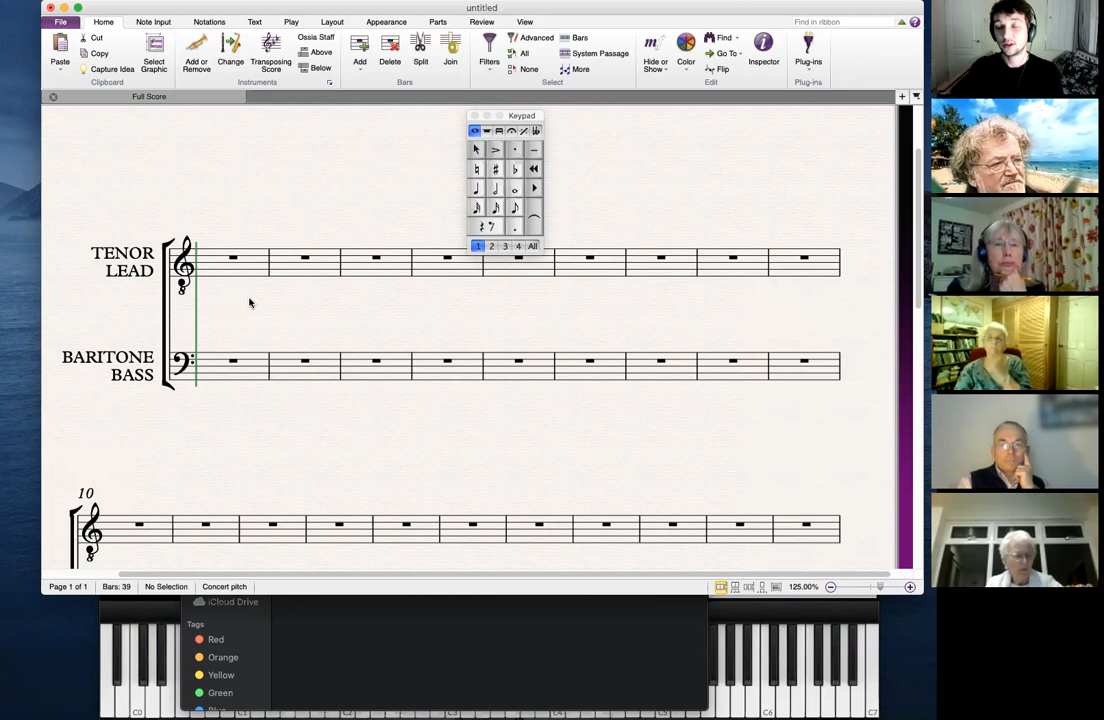 untitled
File Home Note Input Notations Text Play Layout Appearance Parts Review View Find in ribbon
Paste Cut Copy Capture Idea Select Graphic Clipboard
Add or Remove Change Transposing Score Ossia Staff Above Below Instruments
Add Delete Split Join Bars
Filters Advanced All None Bars System Passage More Select
Hide or Show Color Find Go To Flip Inspector Edit
Plug-ins Plug-ins
Full Score
Keypad
1 2 3 4 All
TENOR
LEAD
8
BARITONE
BASS
10
8
Page 1 of 1 Bars: 39 No Selection Concert pitch 125.00%
iCloud Drive
Tags
Red
Orange
Yellow
Green
C0 C6 C7